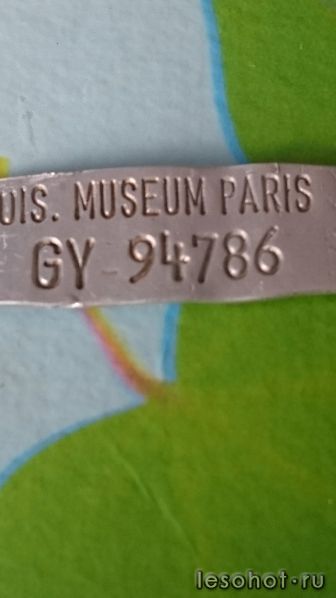 UIS. MUSEUM PARIS
GY-94786
lesohot.ru